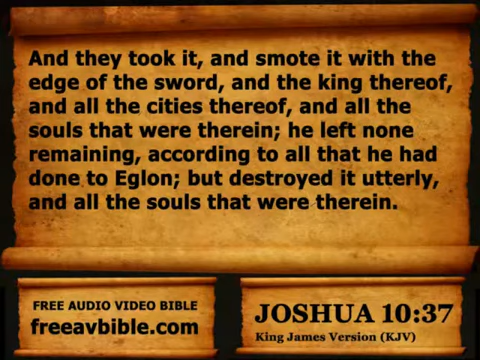 And they took it, and smote it with the
edge of the sword, and the king thereof,
and all the cities thereof, and all the
souls that were therein; he left none
remaining, according to all that he had
done to Eglon; but destroyed it utterly,
and all the souls that were therein.
FREE AUDIO VIDEO BIBLE
freeavbible.com
JOSHUA 10:37
King James Version (KJV)